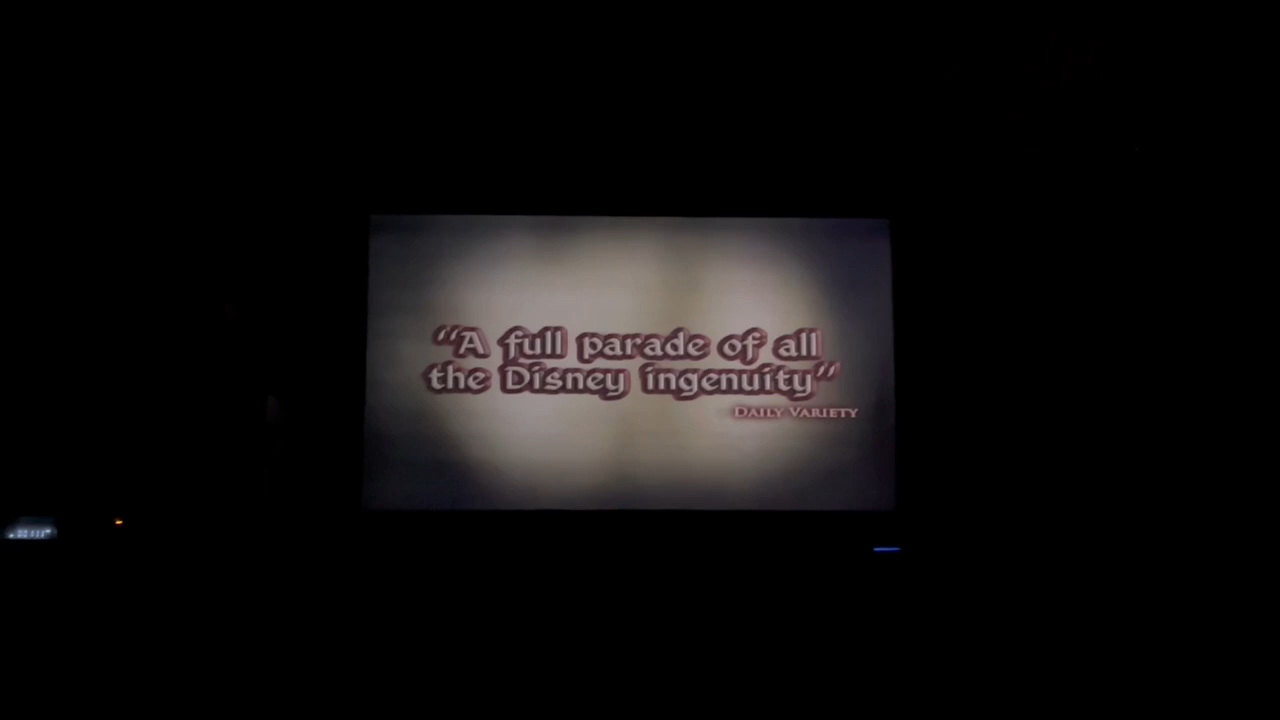 “A full parade of all
the Disney ingenuity”
DAILY VARIETY